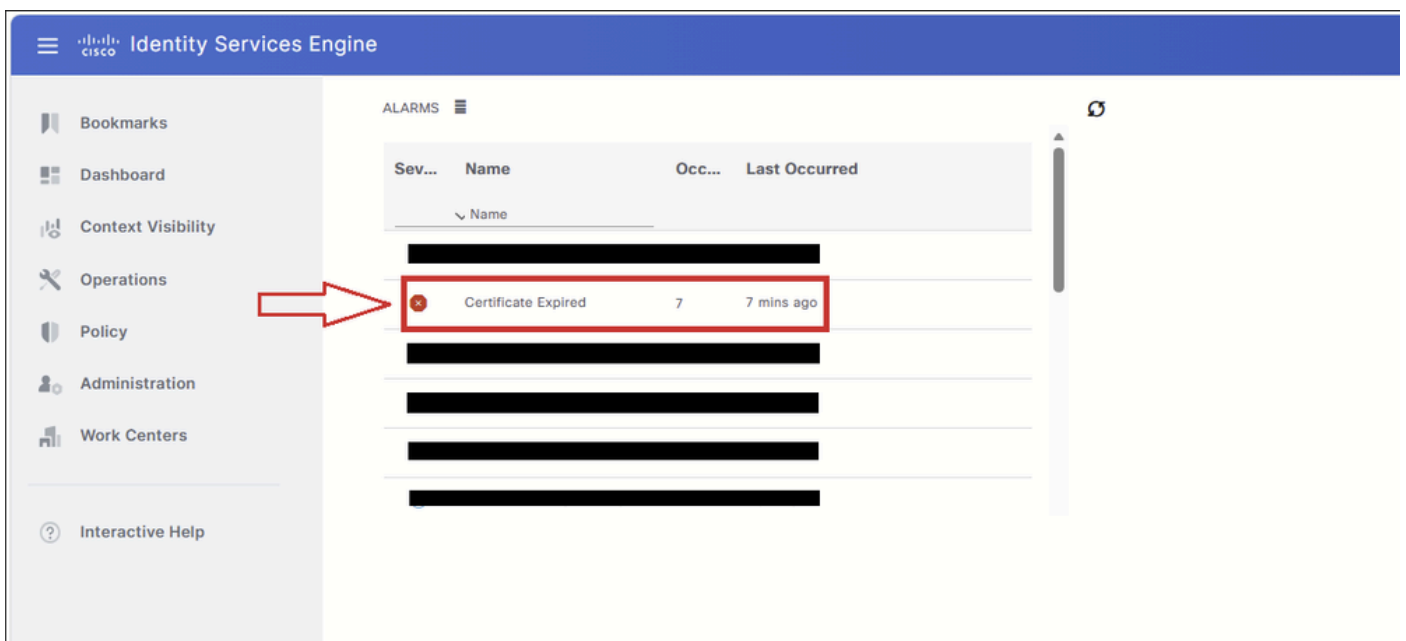 cisco Identity Services Engine
Bookmarks
Dashboard
Context Visibility
Operations
Policy
Administration
Work Centers
Interactive Help
ALARMS
Sev... Name Occ... Last Occurred
Name
Certificate Expired 7 7 mins ago